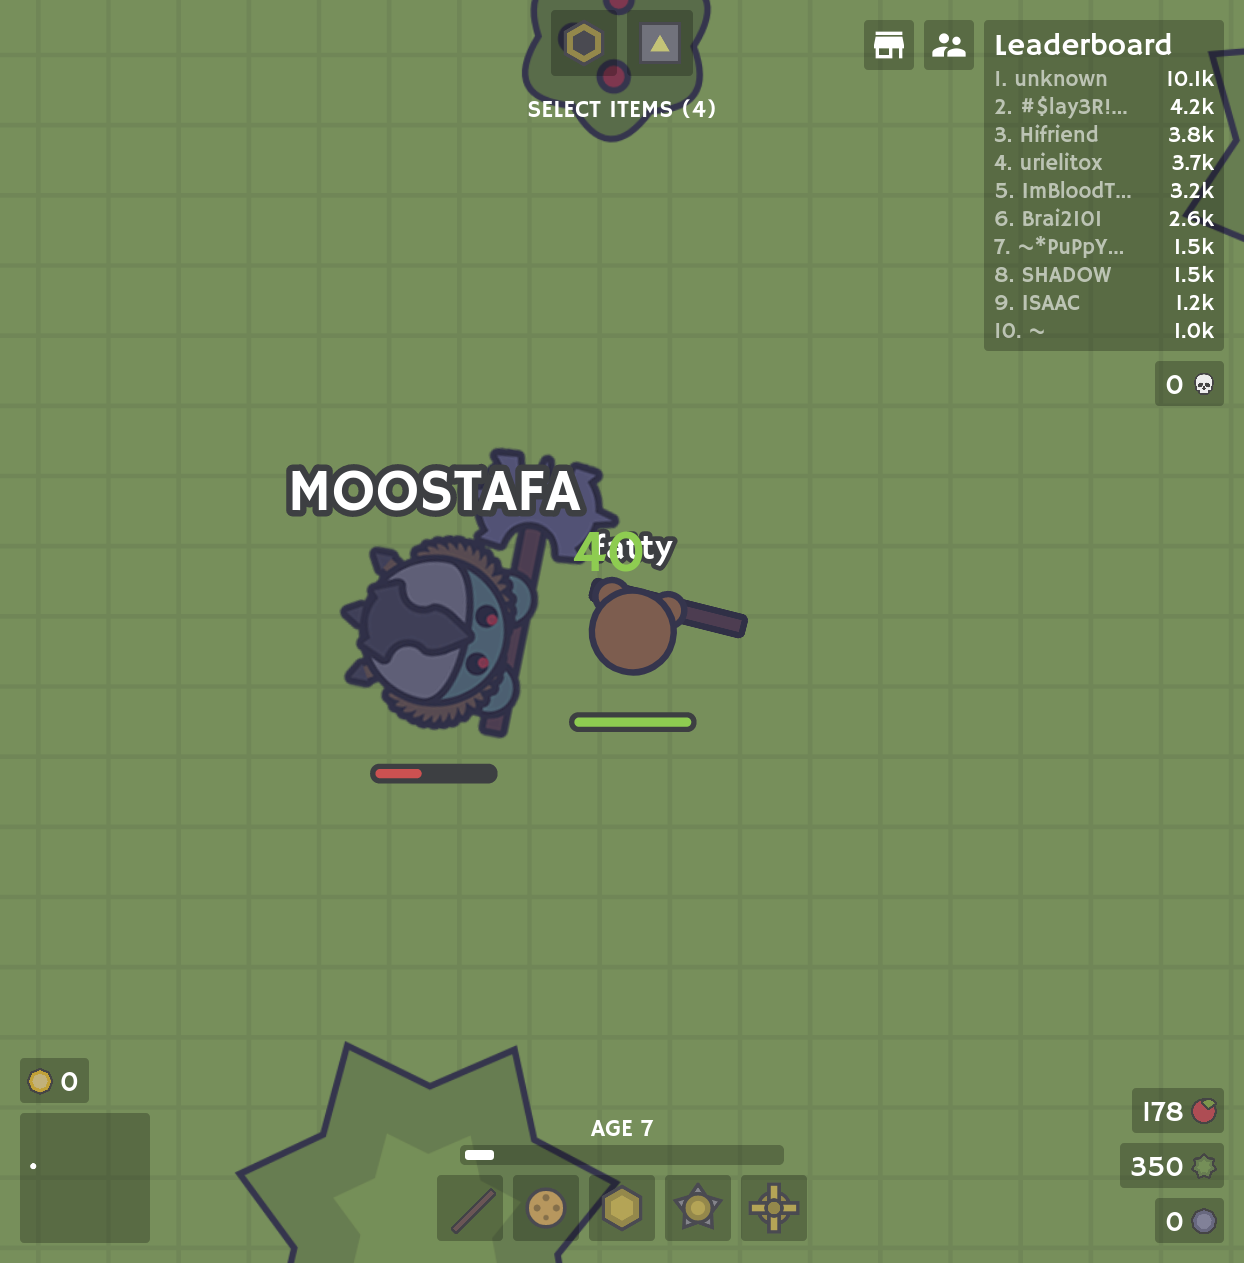 SELECT ITEMS (4)
Leaderboard
1. unknown 10.1k
2. #$lay3R!... 4.2k
3. Hifriend 3.8k
4. urielitox 3.7k
5. ImBloodT... 3.2k
6. Brai2101 2.6k
7. ~*PuPpY... 1.5k
8. SHADOW 1.5k
9. ISAAC 1.2k
10. ~ 1.0k
0
MOOSTAFA
fatty
40
0
AGE 7
178
350
0